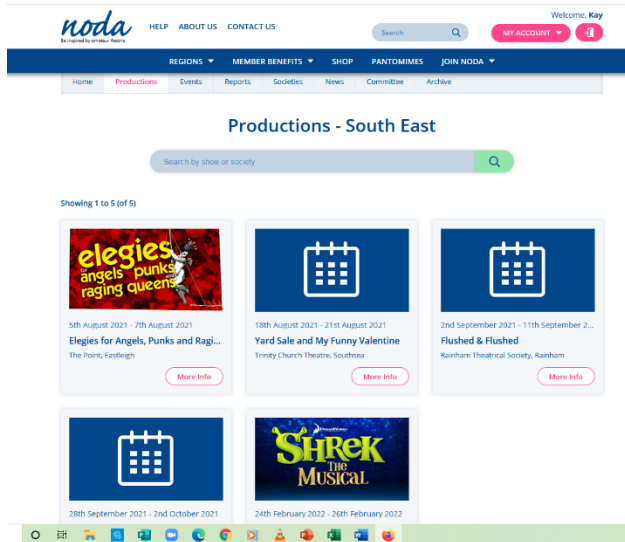 Welcome, Kay
noda
Be inspired by amateur theatre
HELP ABOUT US CONTACT US
Search
MY ACCOUNT
REGIONS MEMBER BENEFITS SHOP PANTOMIMES JOIN NODA
Home Productions Events Reports Societies News Committee Archive
Productions - South East
Search by show or society
Showing 1 to 5 (of 5)
elegies
for
angels punks
and
raging queens
5th August 2021 - 7th August 2021
Elegies for Angels, Punks and Ragi...
The Point, Eastleigh
More Info
18th August 2021 - 21st August 2021
Yard Sale and My Funny Valentine
Trinity Church Theatre, Southsea
More Info
2nd September 2021 - 11th September 2...
Flushed & Flushed
Rainham Theatrical Society, Rainham
More Info
28th September 2021 - 2nd October 2021
DreamWorks
SHREK
THE
MUSICAL
24th February 2022 - 26th February 2022